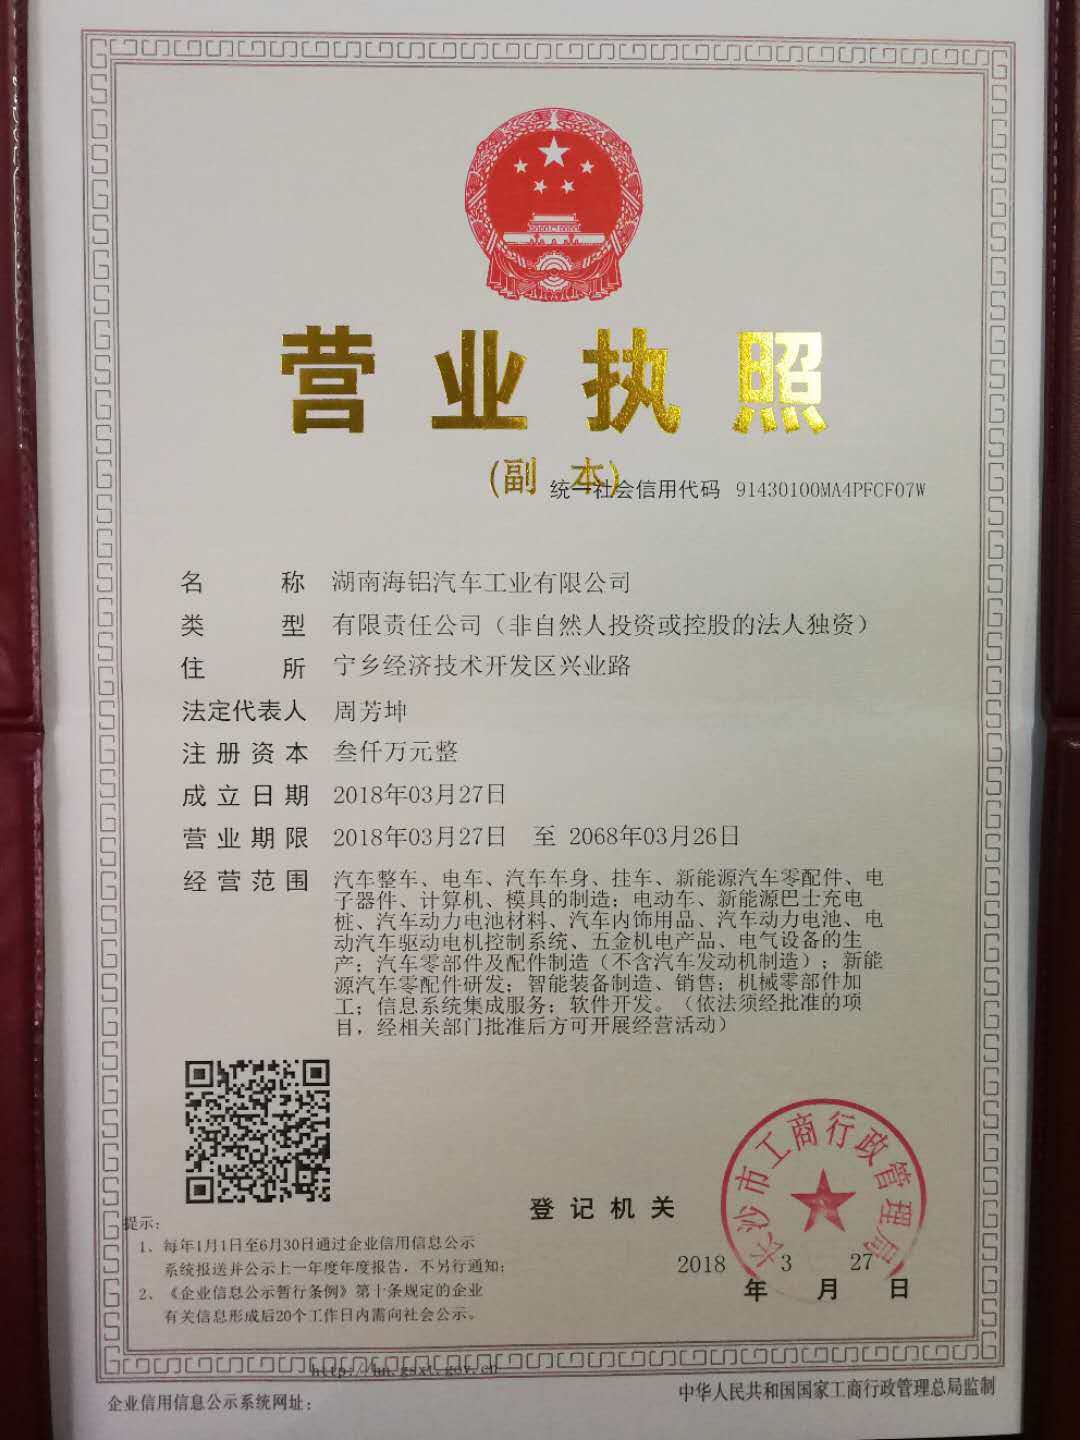 营业执照
(副 本)
统一社会信用代码 91430100MA4PFCF07W
名 称 湖南海铝汽车工业有限公司
类 型 有限责任公司（非自然人投资或控股的法人独资）
住 所 宁乡经济技术开发区兴业路
法定代表人 周芳坤
注册资本 叁仟万元整
成立日期 2018年03月27日
营业期限 2018年03月27日 至 2068年03月26日
经营范围 汽车整车、电车、汽车车身、挂车、新能源汽车零配件、电
子器件、计算机、模具的制造；电动车、新能源巴士充电
桩、汽车动力电池材料、汽车内饰用品、汽车动力电池、电
动汽车驱动电机控制系统、五金机电产品、电气设备的生
产；汽车零部件及配件制造（不含汽车发动机制造）；新能
源汽车零配件研发；智能装备制造、销售；机械零部件加
工；信息系统集成服务；软件开发。（依法须经批准的项
目，经相关部门批准后方可开展经营活动）
长沙市工商行政管理局
登记机关
2018年3月27日
提示：
1、每年1月1日至6月30日通过企业信用信息公示
系统报送并公示上一年度年度报告，不另行通知；
2、《企业信息公示暂行条例》第十条规定的企业
有关信息形成后20个工作日内需向社会公示。
http://hn.gsxt.gov.cn
企业信用信息公示系统网址：
中华人民共和国国家工商行政管理总局监制